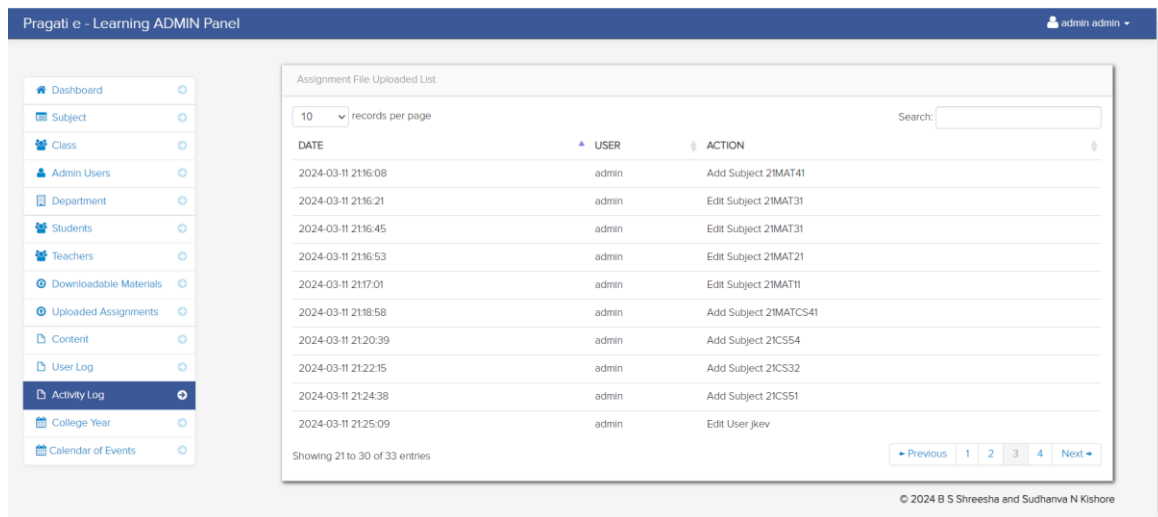 Pragati e - Learning ADMIN Panel
admin admin
Dashboard
Subject
Class
Admin Users
Department
Students
Teachers
Downloadable Materials
Uploaded Assignments
Content
User Log
Activity Log
College Year
Calendar of Events
Assignment File Uploaded List
10 records per page Search:
DATE USER ACTION
2024-03-11 21:16:08 admin Add Subject 21MAT41
2024-03-11 21:16:21 admin Edit Subject 21MAT31
2024-03-11 21:16:45 admin Edit Subject 21MAT31
2024-03-11 21:16:53 admin Edit Subject 21MAT21
2024-03-11 21:17:01 admin Edit Subject 21MAT11
2024-03-11 21:18:58 admin Add Subject 21MATCS41
2024-03-11 21:20:39 admin Add Subject 21CS54
2024-03-11 21:22:15 admin Add Subject 21CS32
2024-03-11 21:24:38 admin Add Subject 21CS51
2024-03-11 21:25:09 admin Edit User jkev
Showing 21 to 30 of 33 entries
← Previous 1 2 3 4 Next →
© 2024 B S Shreesha and Sudhanva N Kishore